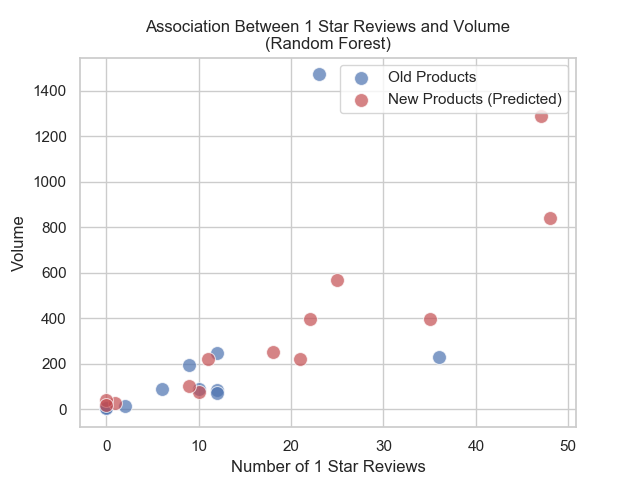 Association Between 1 Star Reviews and Volume
(Random Forest)
Old Products
New Products (Predicted)
1400
1200
1000
800
600
400
200
0
Volume
0 10 20 30 40 50
Number of 1 Star Reviews